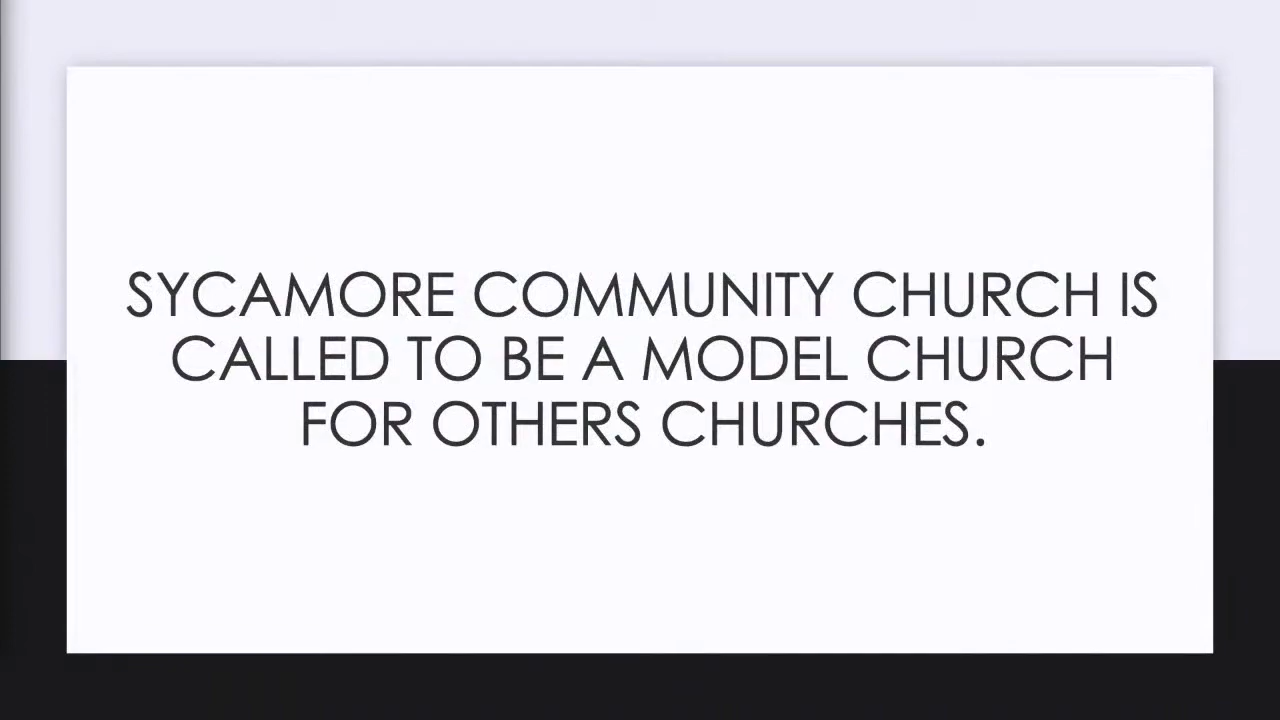 SYCAMORE COMMUNITY CHURCH IS
CALLED TO BE A MODEL CHURCH
FOR OTHERS CHURCHES.